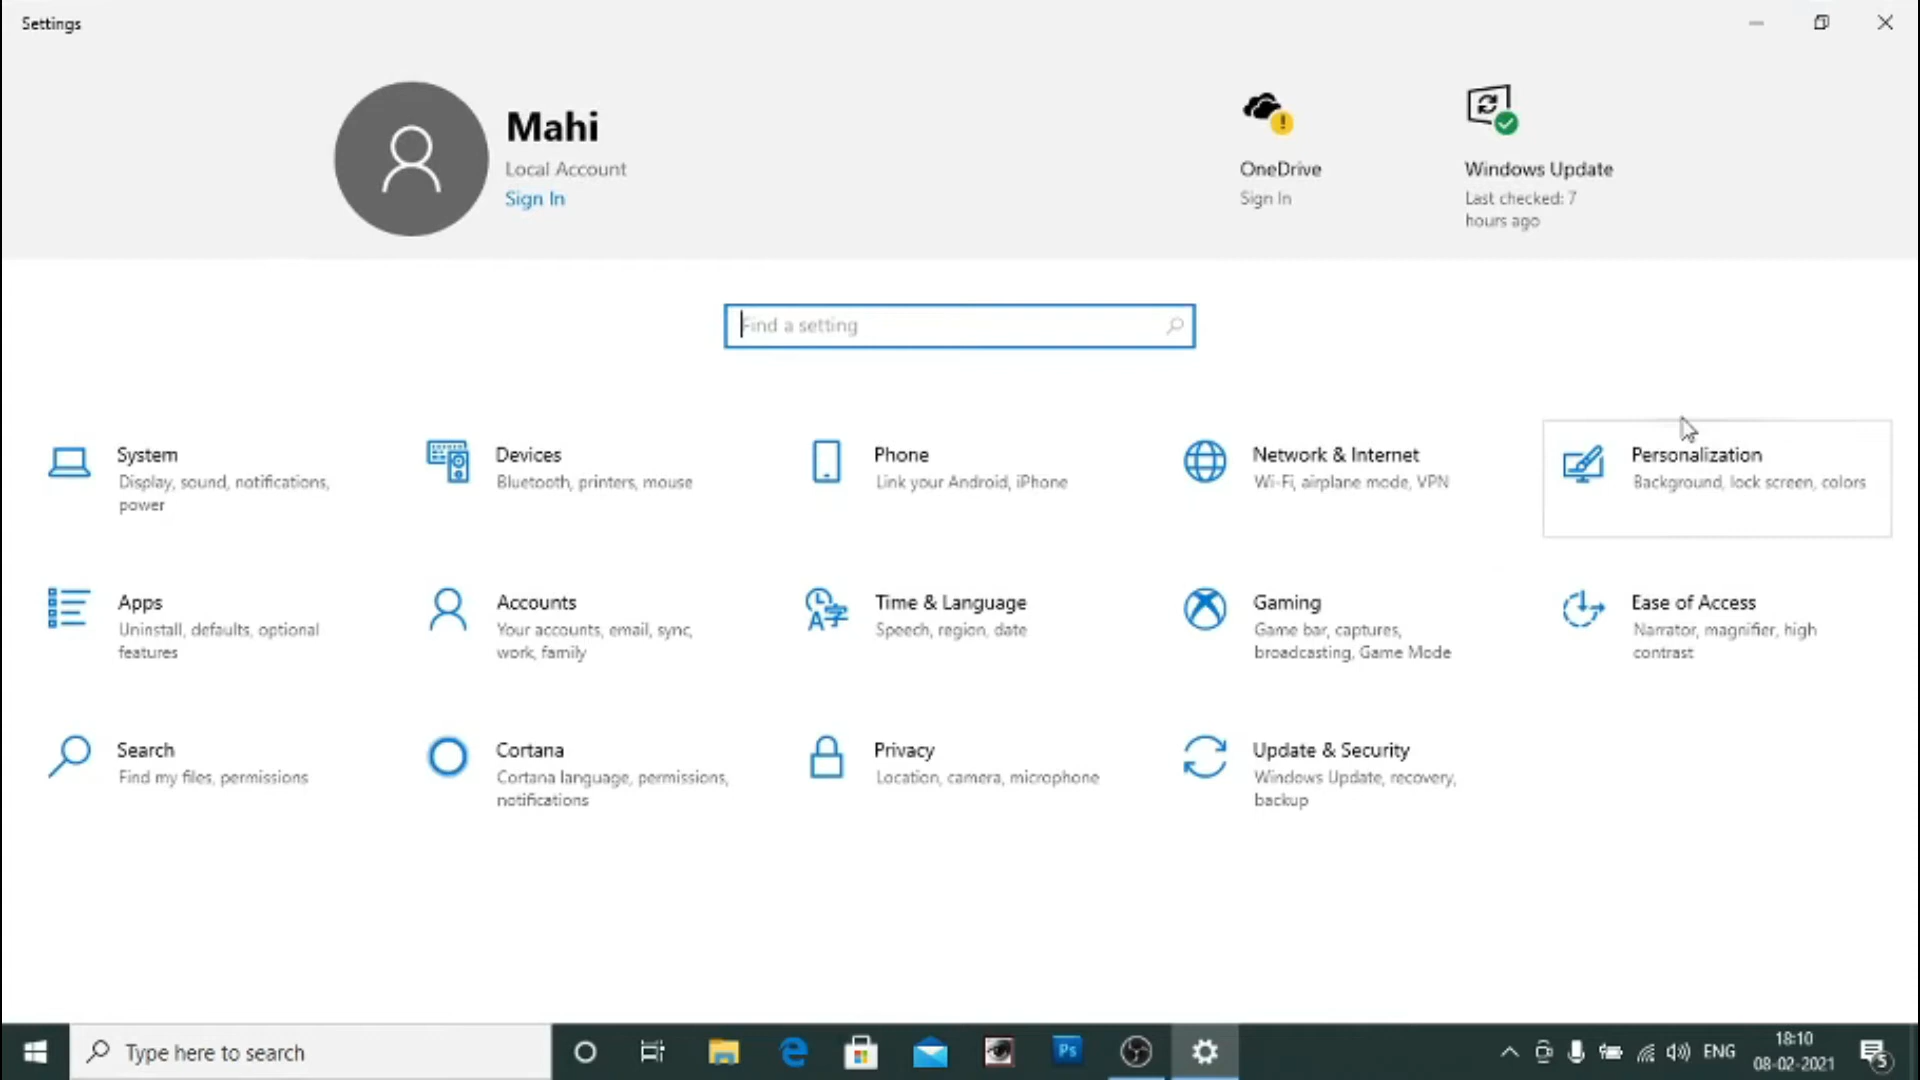 Settings
Mahi
Local Account
Sign In
OneDrive
Sign In
Windows Update
Last checked: 7
hours ago
Find a setting
System
Display, sound, notifications,
power
Devices
Bluetooth, printers, mouse
Phone
Link your Android, iPhone
Network & Internet
Wi-Fi, airplane mode, VPN
Personalization
Background, lock screen, colors
Apps
Uninstall, defaults, optional
features
Accounts
Your accounts, email, sync,
work, family
Time & Language
Speech, region, date
Gaming
Game bar, captures,
broadcasting, Game Mode
Ease of Access
Narrator, magnifier, high
contrast
Search
Find my files, permissions
Cortana
Cortana language, permissions,
notifications
Privacy
Location, camera, microphone
Update & Security
Windows Update, recovery,
backup
Type here to search
Ps
ENG
18:10
08-02-2021
5